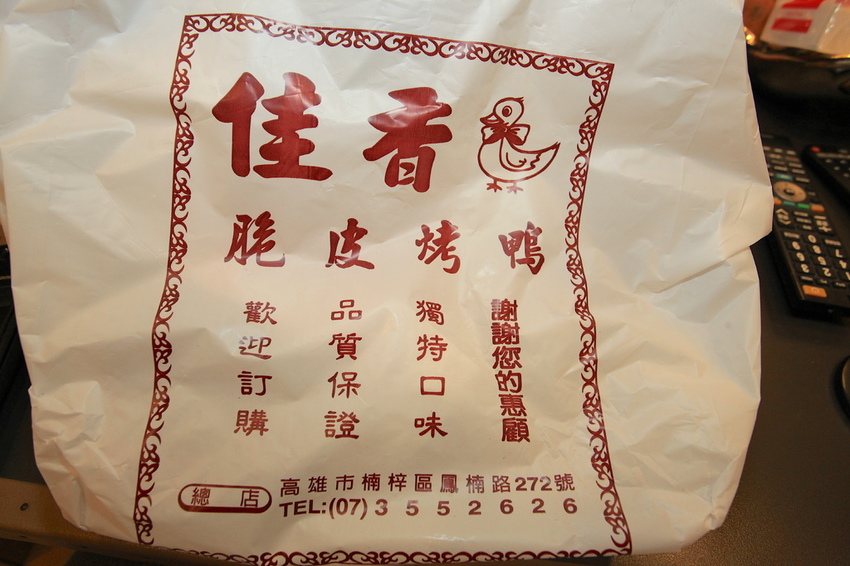 佳香
脆皮烤鴨
謝謝您的惠顧
獨特口味
品質保證
歡迎訂購
總店
高雄市楠梓區鳳楠路272號
TEL:(07)3552626